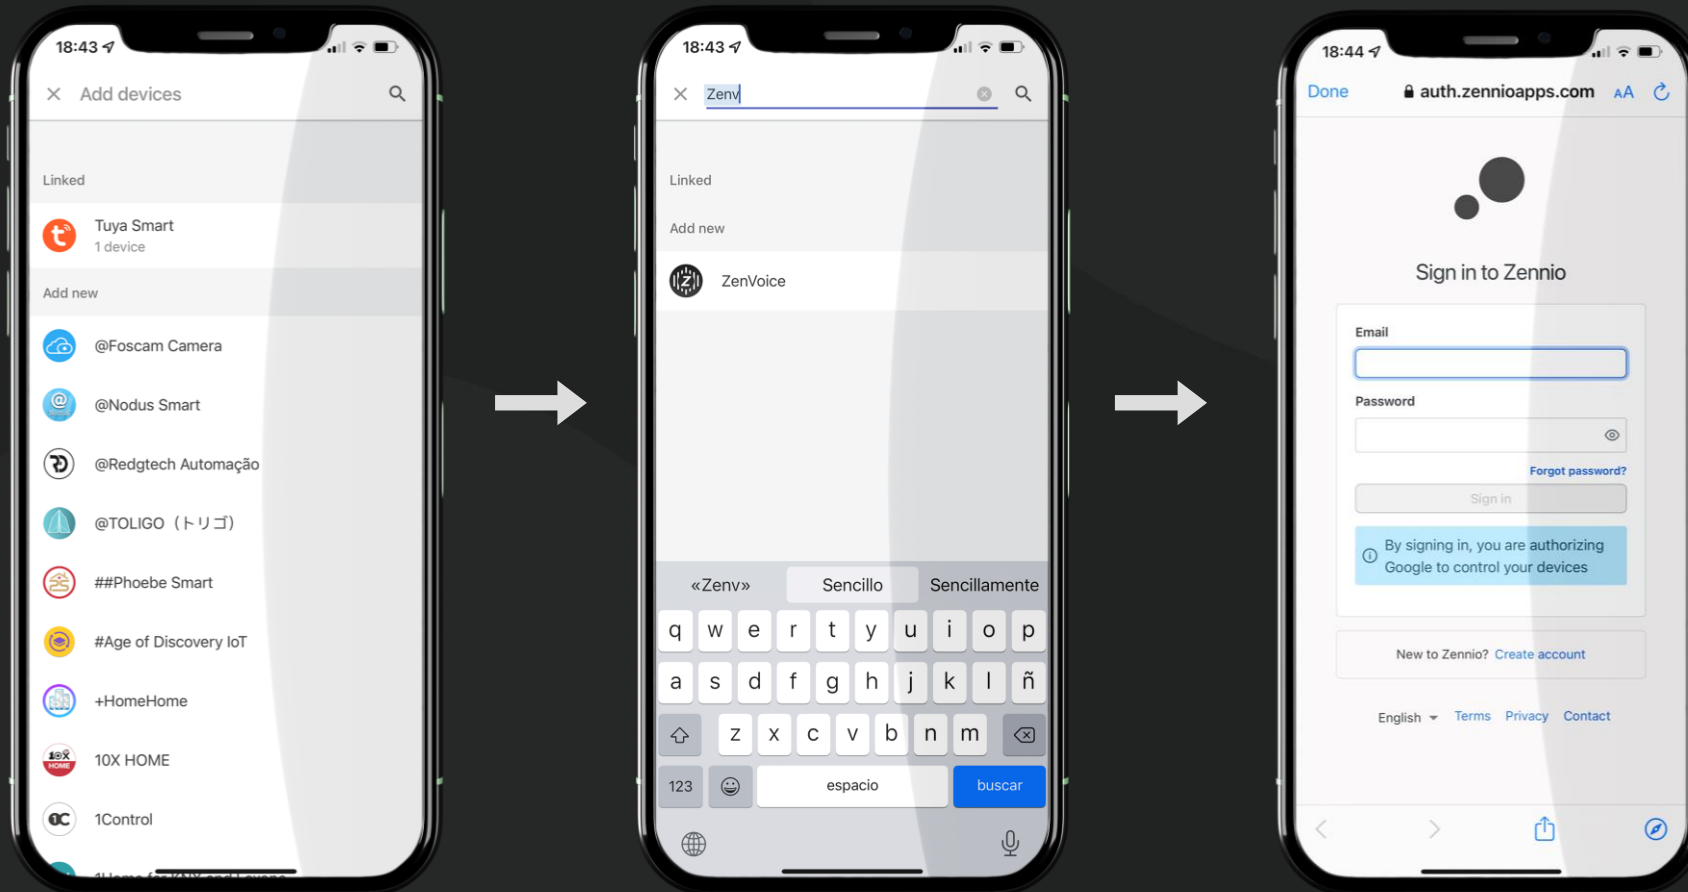 18:43
Add devices
Linked
Tuya Smart
1 device
Add new
@Foscam Camera
@Nodus Smart
@Redgtech Automação
@TOLIGO（トリゴ）
##Phoebe Smart
#Age of Discovery IoT
+HomeHome
10X HOME
10X HOME
1C
1Control
18:43
Zenv
Linked
Add new
Z
ZenVoice
«Zenv» Sencillo Sencillamente
q w e r t y u i o p
a s d f g h j k l ñ
z x c v b n m
123 espacio buscar
18:44
Done auth.zennioapps.com AA
Sign in to Zennio
Email
Password
Forgot password?
Sign in
By signing in, you are authorizing
Google to control your devices
New to Zennio? Create account
English Terms Privacy Contact